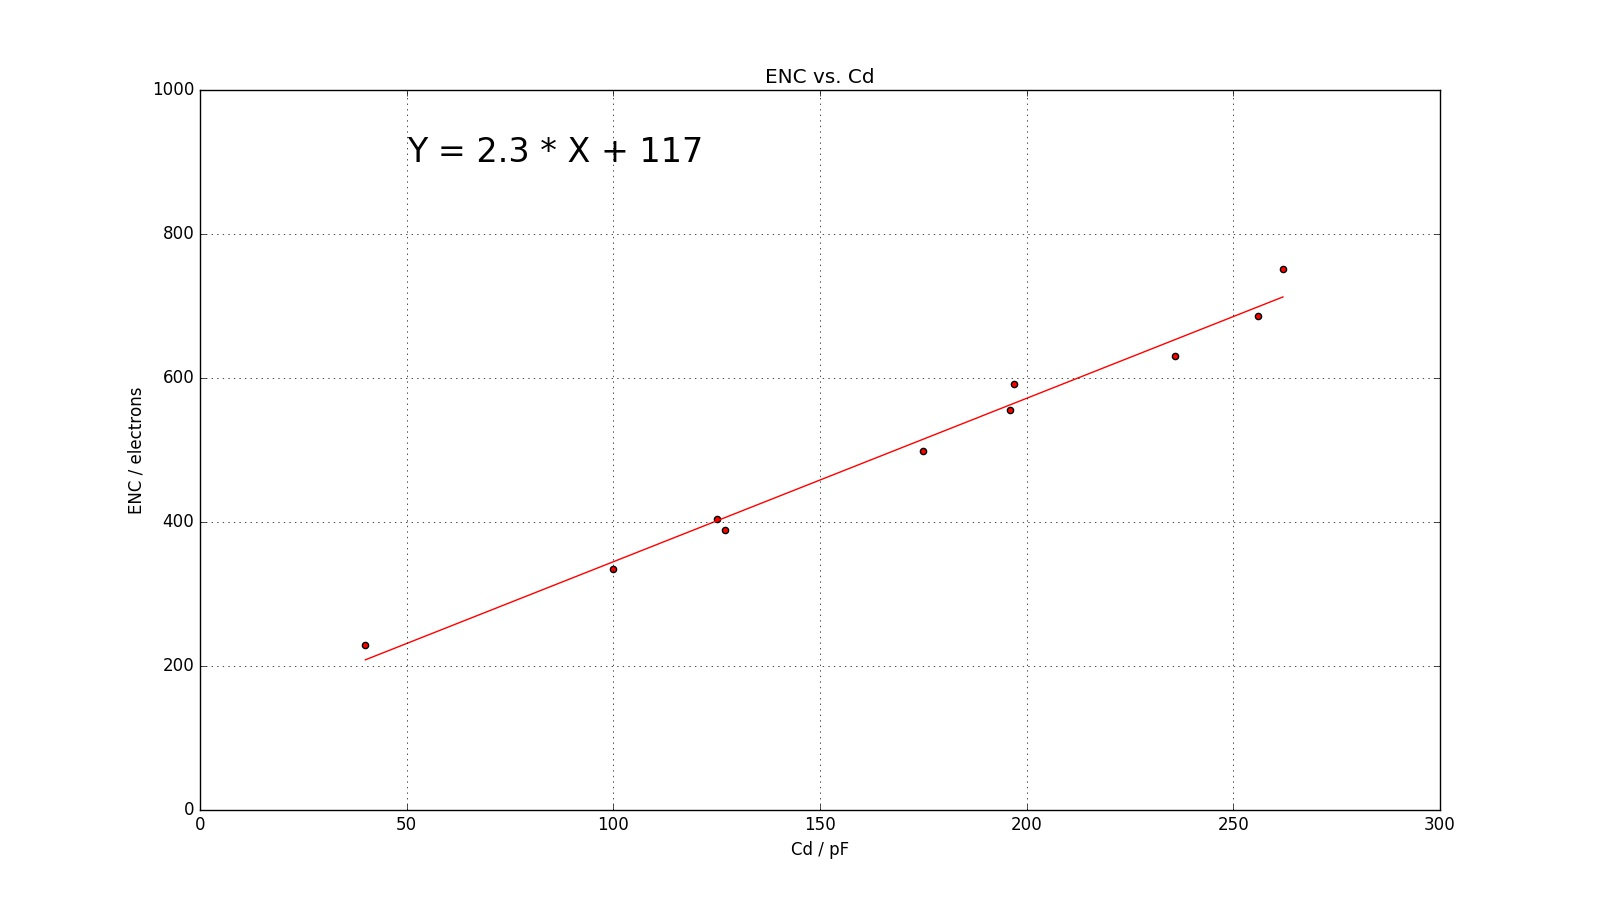 ENC vs. Cd
1000
Y = 2.3 * X + 117
800
600
400
200
0
ENC / electrons
0 50 100 150 200 250 300
Cd / pF